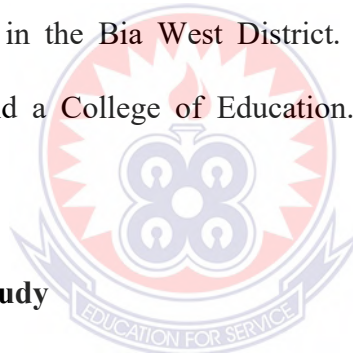 in the Bia West District.
d a College of Education.
udy
EDUCATION FOR SERVICE